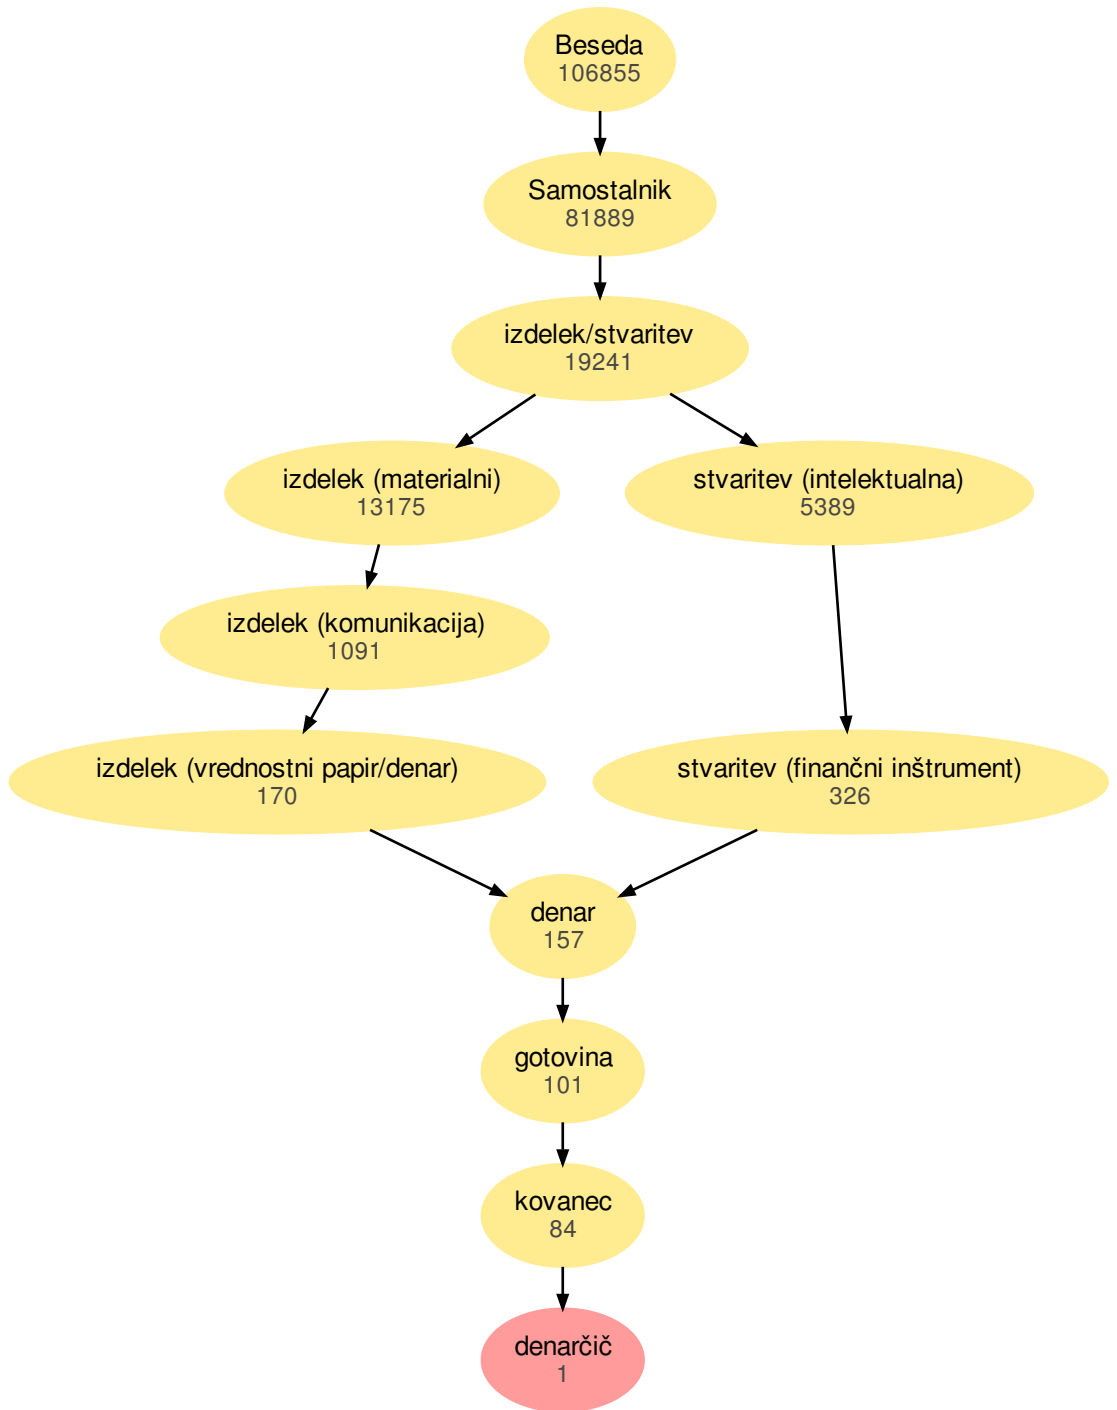 Beseda
106855
Samostalnik
81889
izdelek/stvaritev
19241
izdelek (materialni)
13175
stvaritev (intelektualna)
5389
izdelek (komunikacija)
1091
izdelek (vrednostni papir/denar)
170
stvaritev (finančni inštrument)
326
denar
157
gotovina
101
kovanec
84
denarčič
1